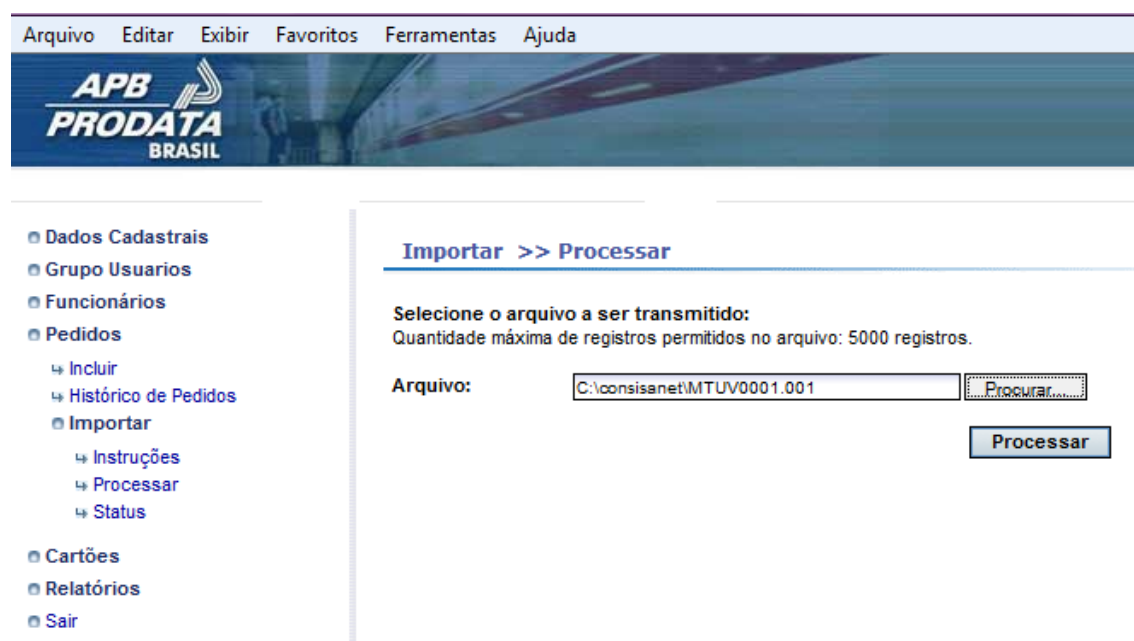 Arquivo Editar Exibir Favoritos Ferramentas Ajuda
APB
PRODATA
BRASIL
Dados Cadastrais
Grupo Usuarios
Funcionários
Pedidos
Incluir
Histórico de Pedidos
Importar
Instruções
Processar
Status
Cartões
Relatórios
Sair
Importar >> Processar
Selecione o arquivo a ser transmitido:
Quantidade máxima de registros permitidos no arquivo: 5000 registros.
Arquivo: C:\consisanet\MTUV0001.001 Procurar...
Processar